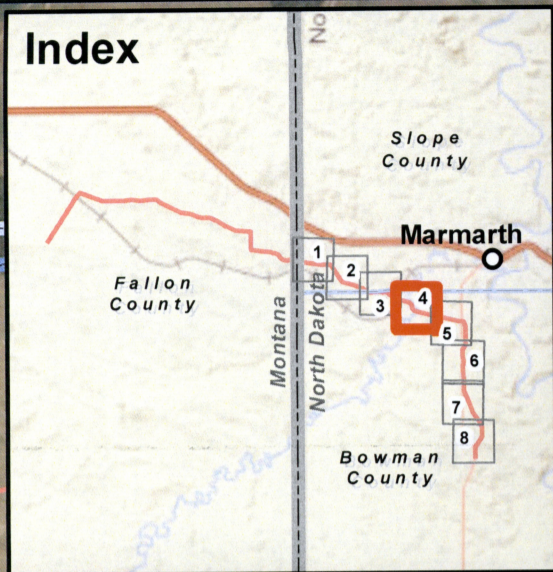 Index
No
Slope
County
Marmarth
1
2
3
4
5
6
7
8
Fallon
County
Montana
North Dakota
Bowman
County